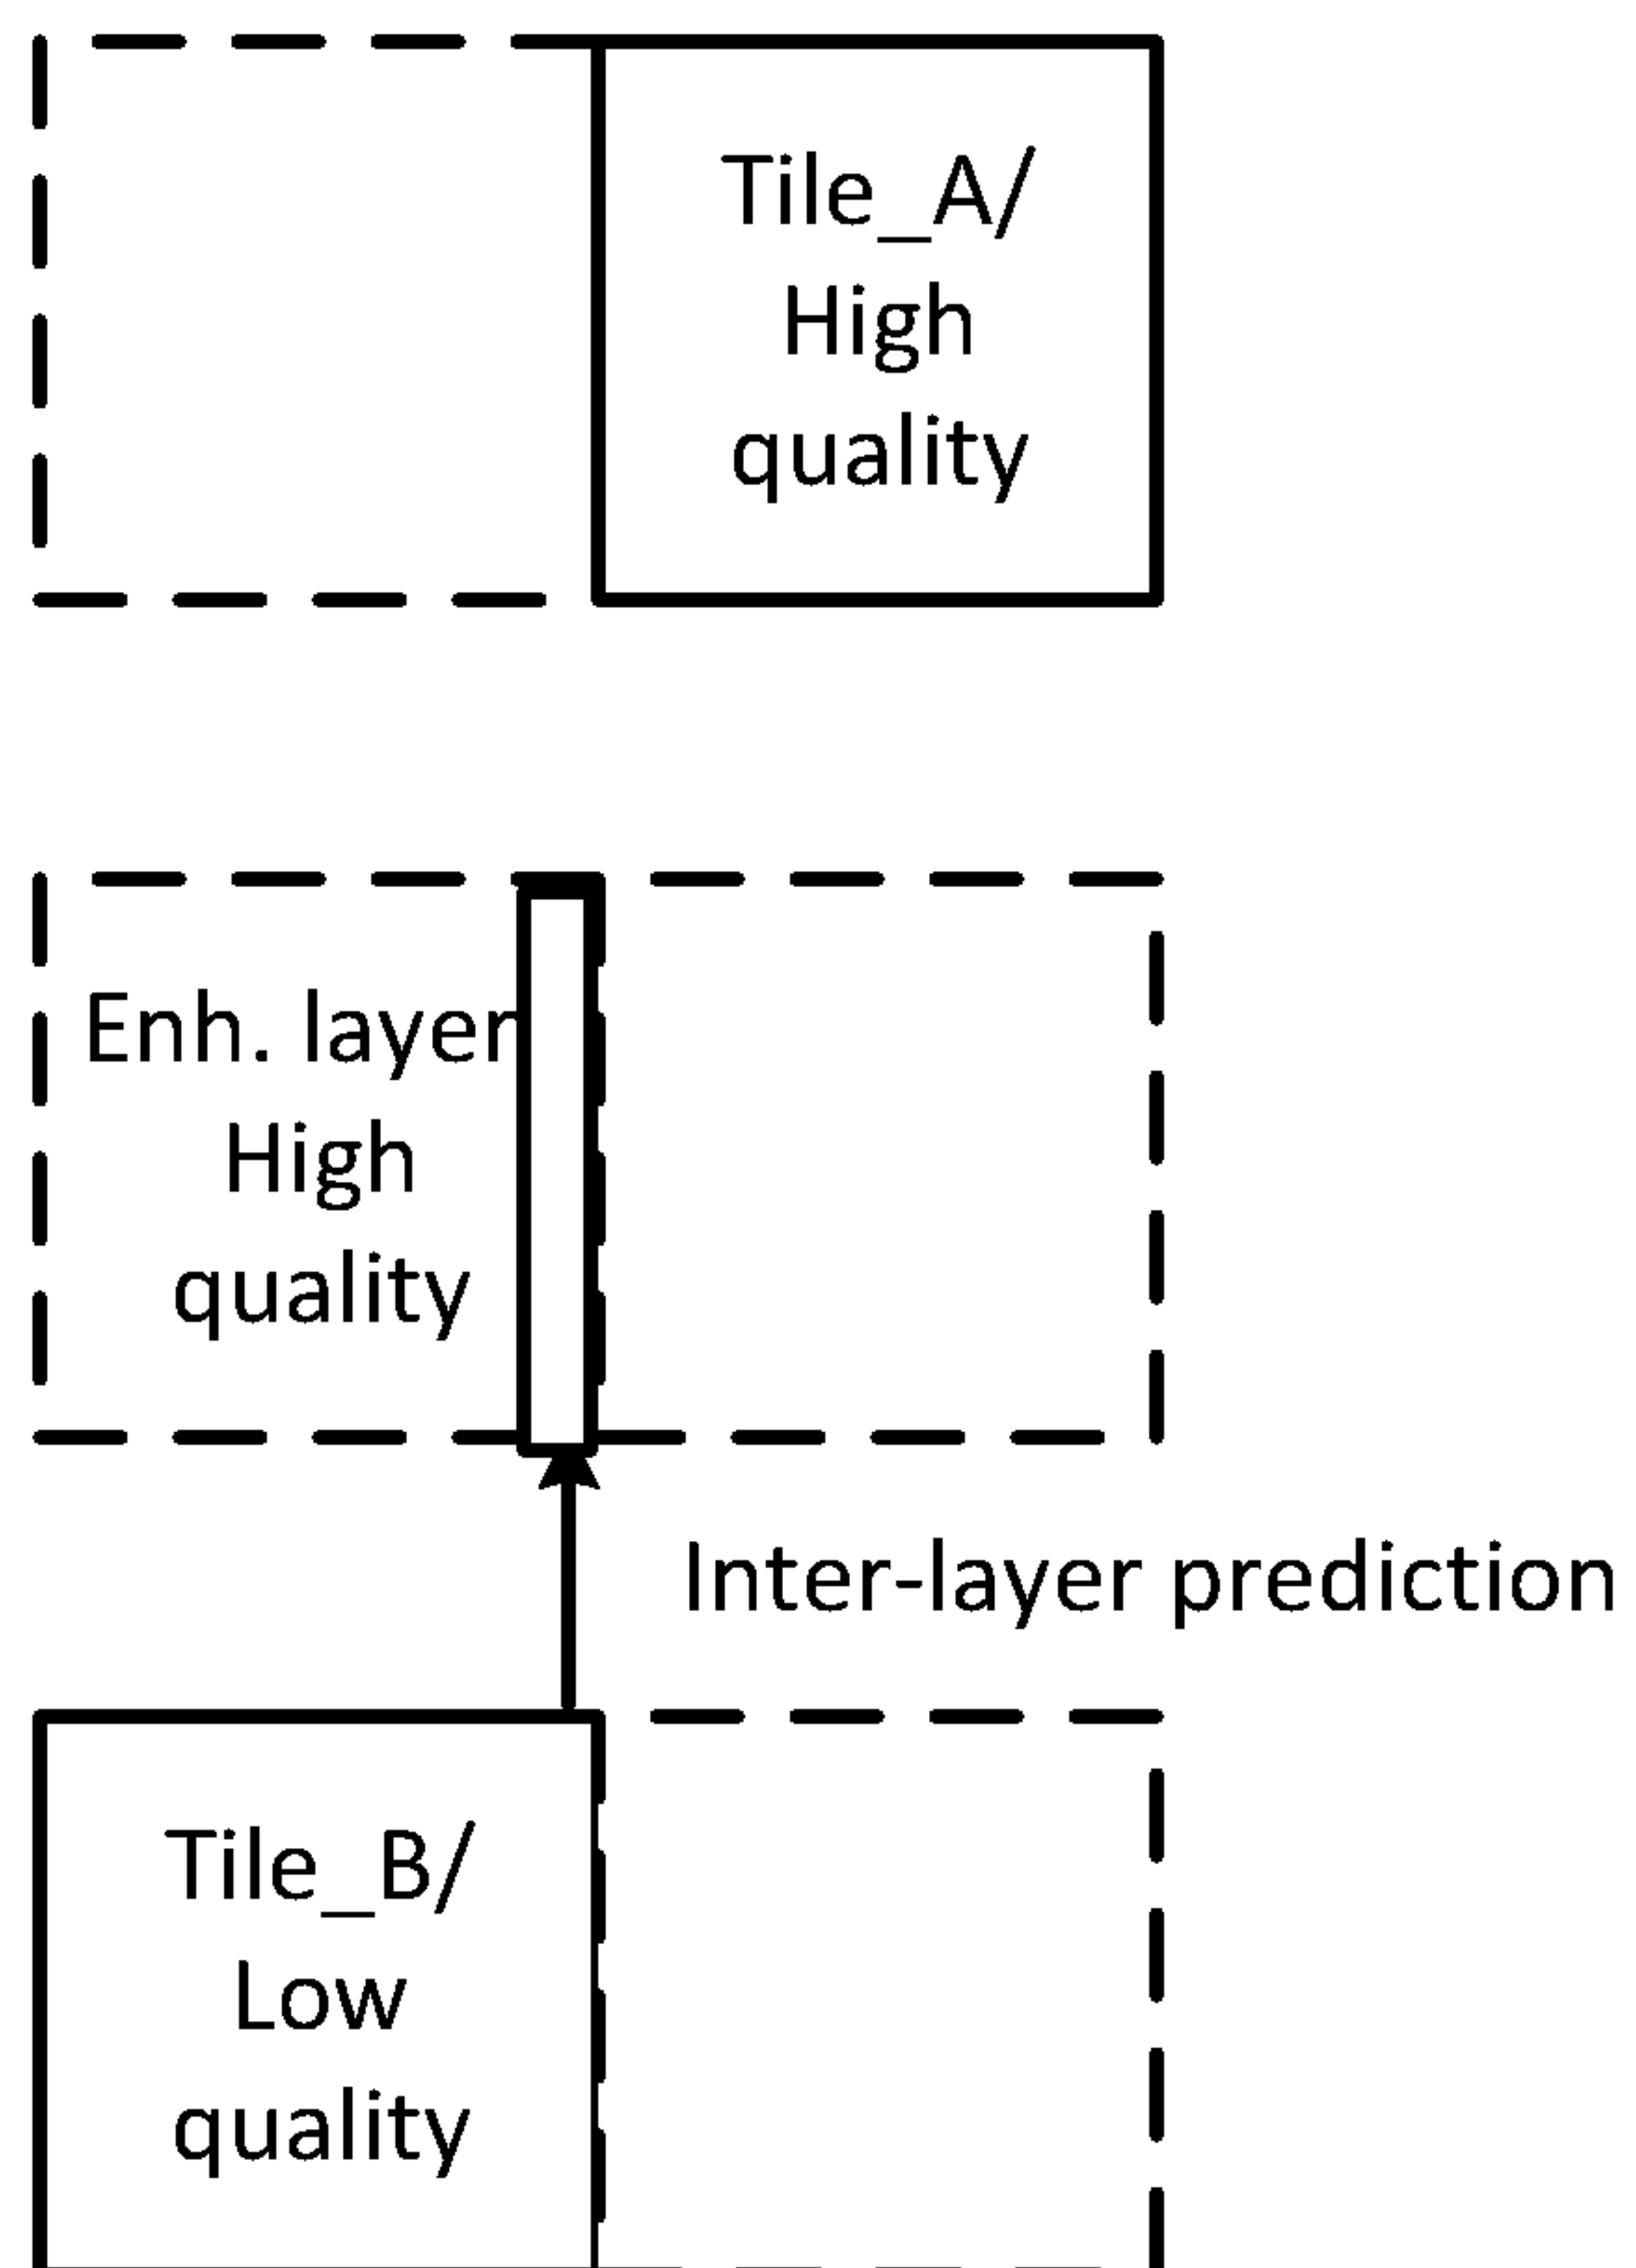 Tile_A/
High
quality
Enh. layer
High
quality
Inter-layer prediction
Tile_B/
Low
quality